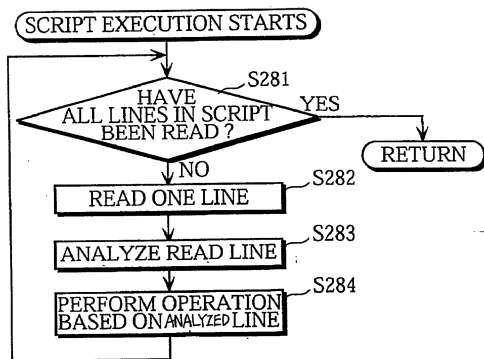 SCRIPT EXECUTION STARTS
S281
HAVE
ALL LINES IN SCRIPT
BEEN READ ?
YES
RETURN
NO
S282
READ ONE LINE
S283
ANALYZE READ LINE
S284
PERFORM OPERATION
BASED ON ANALYZED LINE